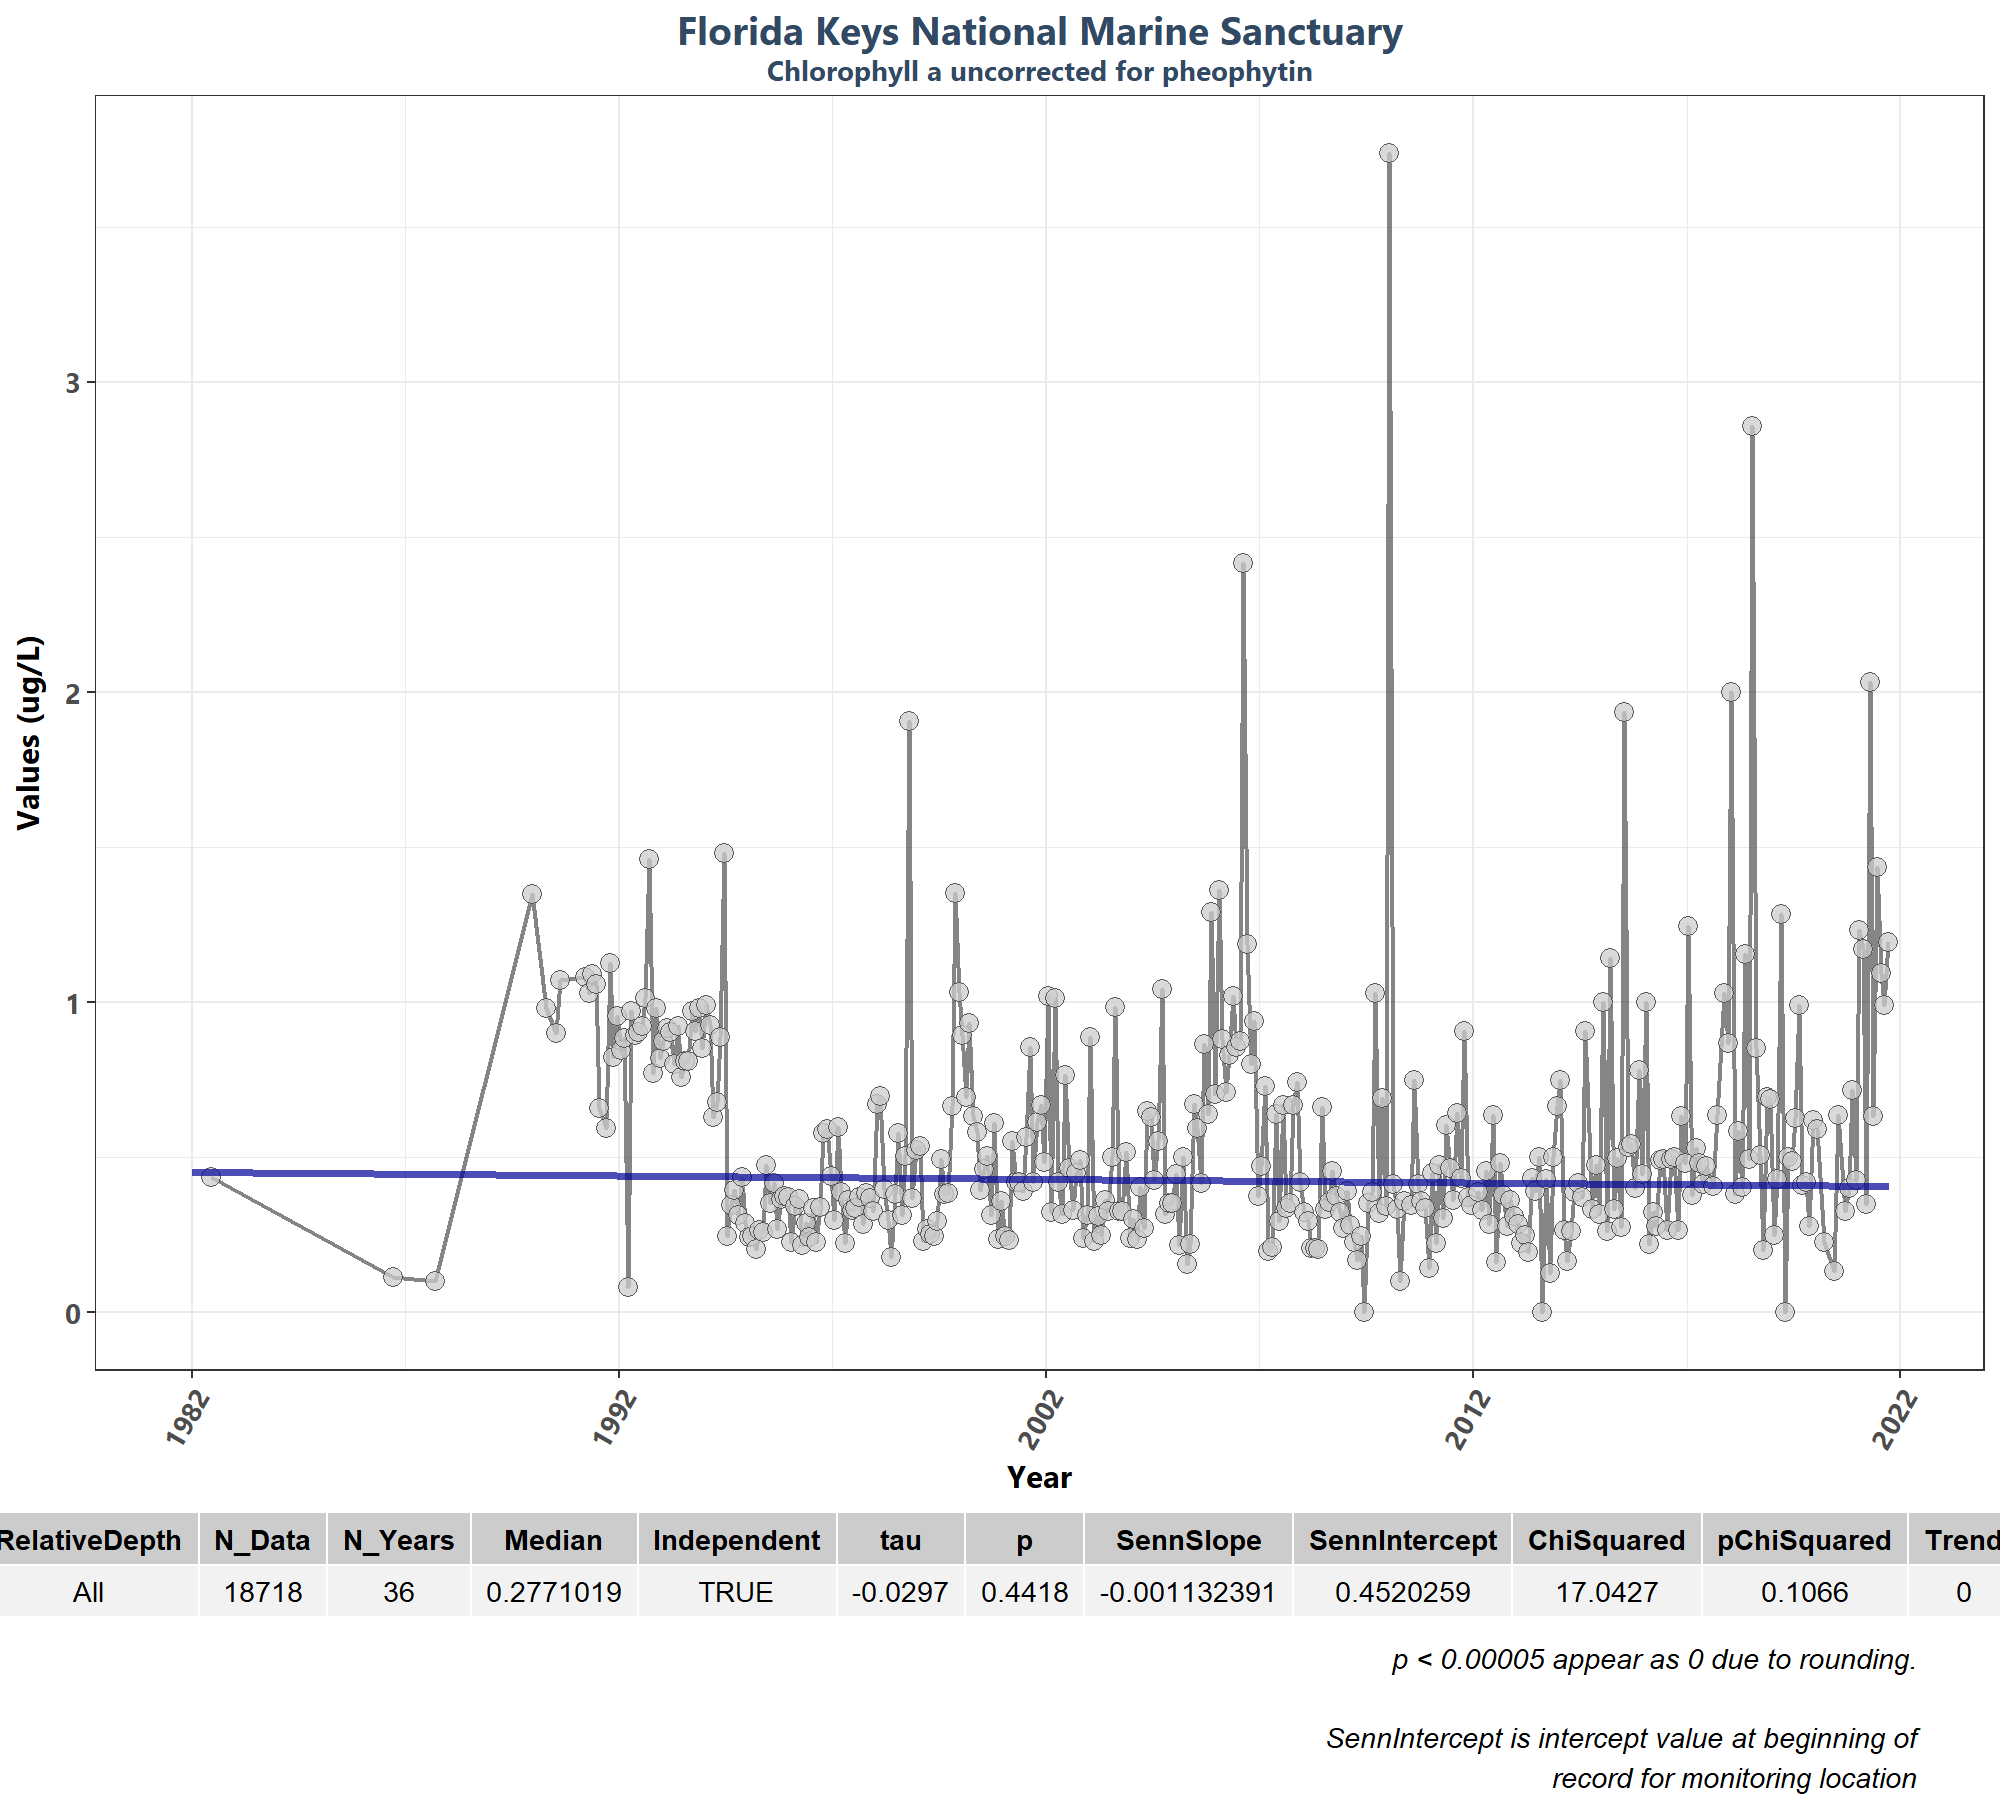 Florida Keys National Marine Sanctuary
Chlorophyll a uncorrected for pheophytin
Values (ug/L)
3
2
1
0
1982 1992 2002 2012 2022
Year
RelativeDepth N_Data N_Years Median Independent tau p SennSlope SennIntercept ChiSquared pChiSquared Trend
All 18718 36 0.2771019 TRUE -0.0297 0.4418 -0.001132391 0.4520259 17.0427 0.1066 0
p < 0.00005 appear as 0 due to rounding.
SennIntercept is intercept value at beginning of
record for monitoring location